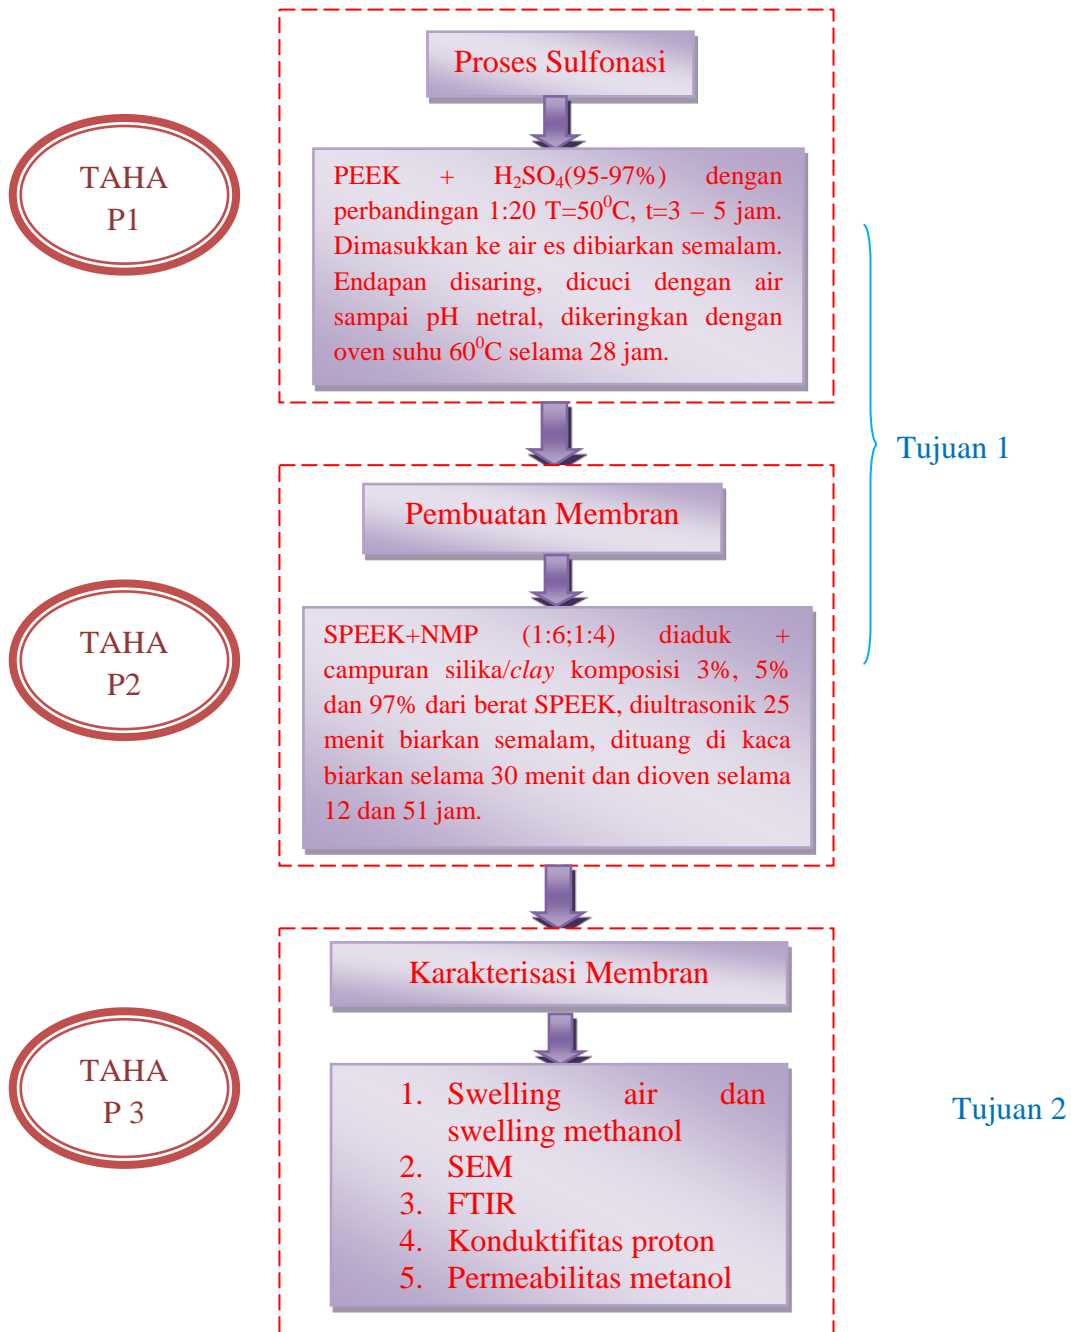 Proses Sulfonasi
TAHA
P1
PEEK + H₂SO₄(95-97%) dengan
perbandingan 1:20 T=50⁰C, t=3 – 5 jam.
Dimasukkan ke air es dibiarkan semalam.
Endapan disaring, dicuci dengan air
sampai pH netral, dikeringkan dengan
oven suhu 60⁰C selama 28 jam.
Tujuan 1
Pembuatan Membran
TAHA
P2
SPEEK+NMP (1:6;1:4) diaduk +
campuran silika/clay komposisi 3%, 5%
dan 97% dari berat SPEEK, diultrasonik 25
menit biarkan semalam, dituang di kaca
biarkan selama 30 menit dan dioven selama
12 dan 51 jam.
Karakterisasi Membran
TAHA
P 3
1. Swelling air dan
swelling methanol
2. SEM
3. FTIR
4. Konduktifitas proton
5. Permeabilitas metanol
Tujuan 2